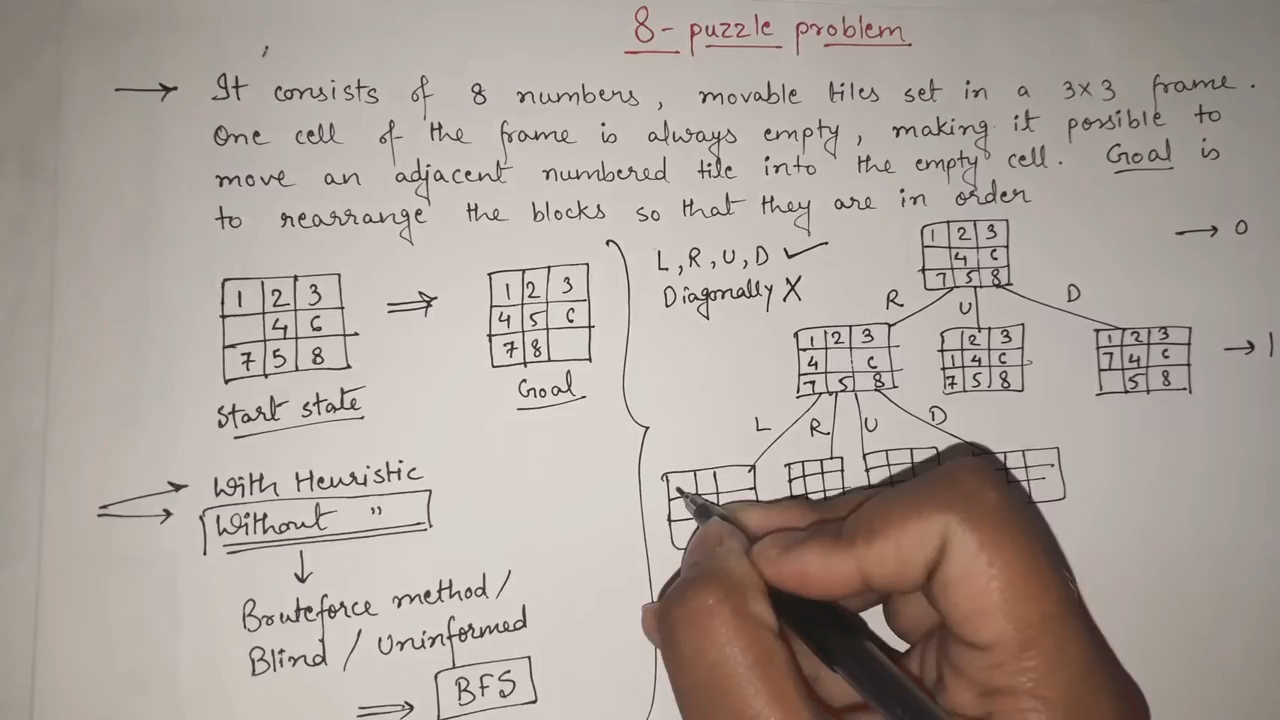 8- puzzle problem
→ It consists of 8 numbers, movable tiles set in a 3×3 frame.
One cell of the frame is always empty, making it possible to
move an adjacent numbered tile into the empty cell. Goal is
to rearrange the blocks so that they are in order
1 2 3
4 6
7 5 8
Start state
⇒
1 2 3
4 5 6
7 8
Goal
With Heuristic
Without "
↓
Bruteforce method /
Blind / Uninformed
⇒ BFS
L, R, U, D ✓
Diagonally X
1 2 3
4 6
7 5 8
→ 0
R U D
1 2 3
4 6
7 5 8
2 3
1 4 6
7 5 8
1 2 3
7 4 6
5 8
→ 1
L R U D